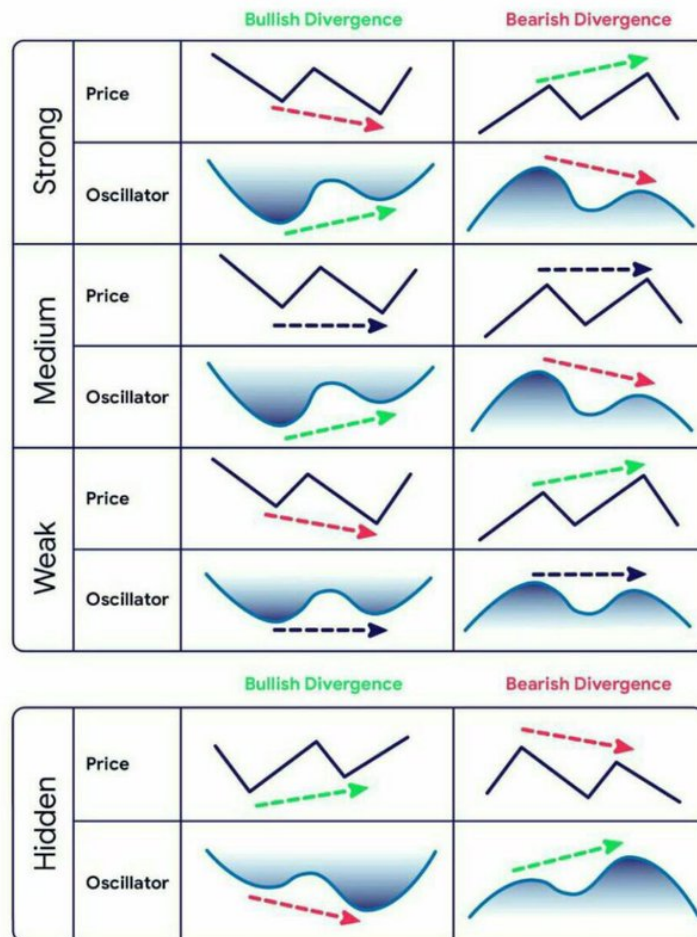 Bullish Divergence Bearish Divergence
Strong
Price
Oscillator
Medium
Price
Oscillator
Weak
Price
Oscillator
Bullish Divergence Bearish Divergence
Hidden
Price
Oscillator